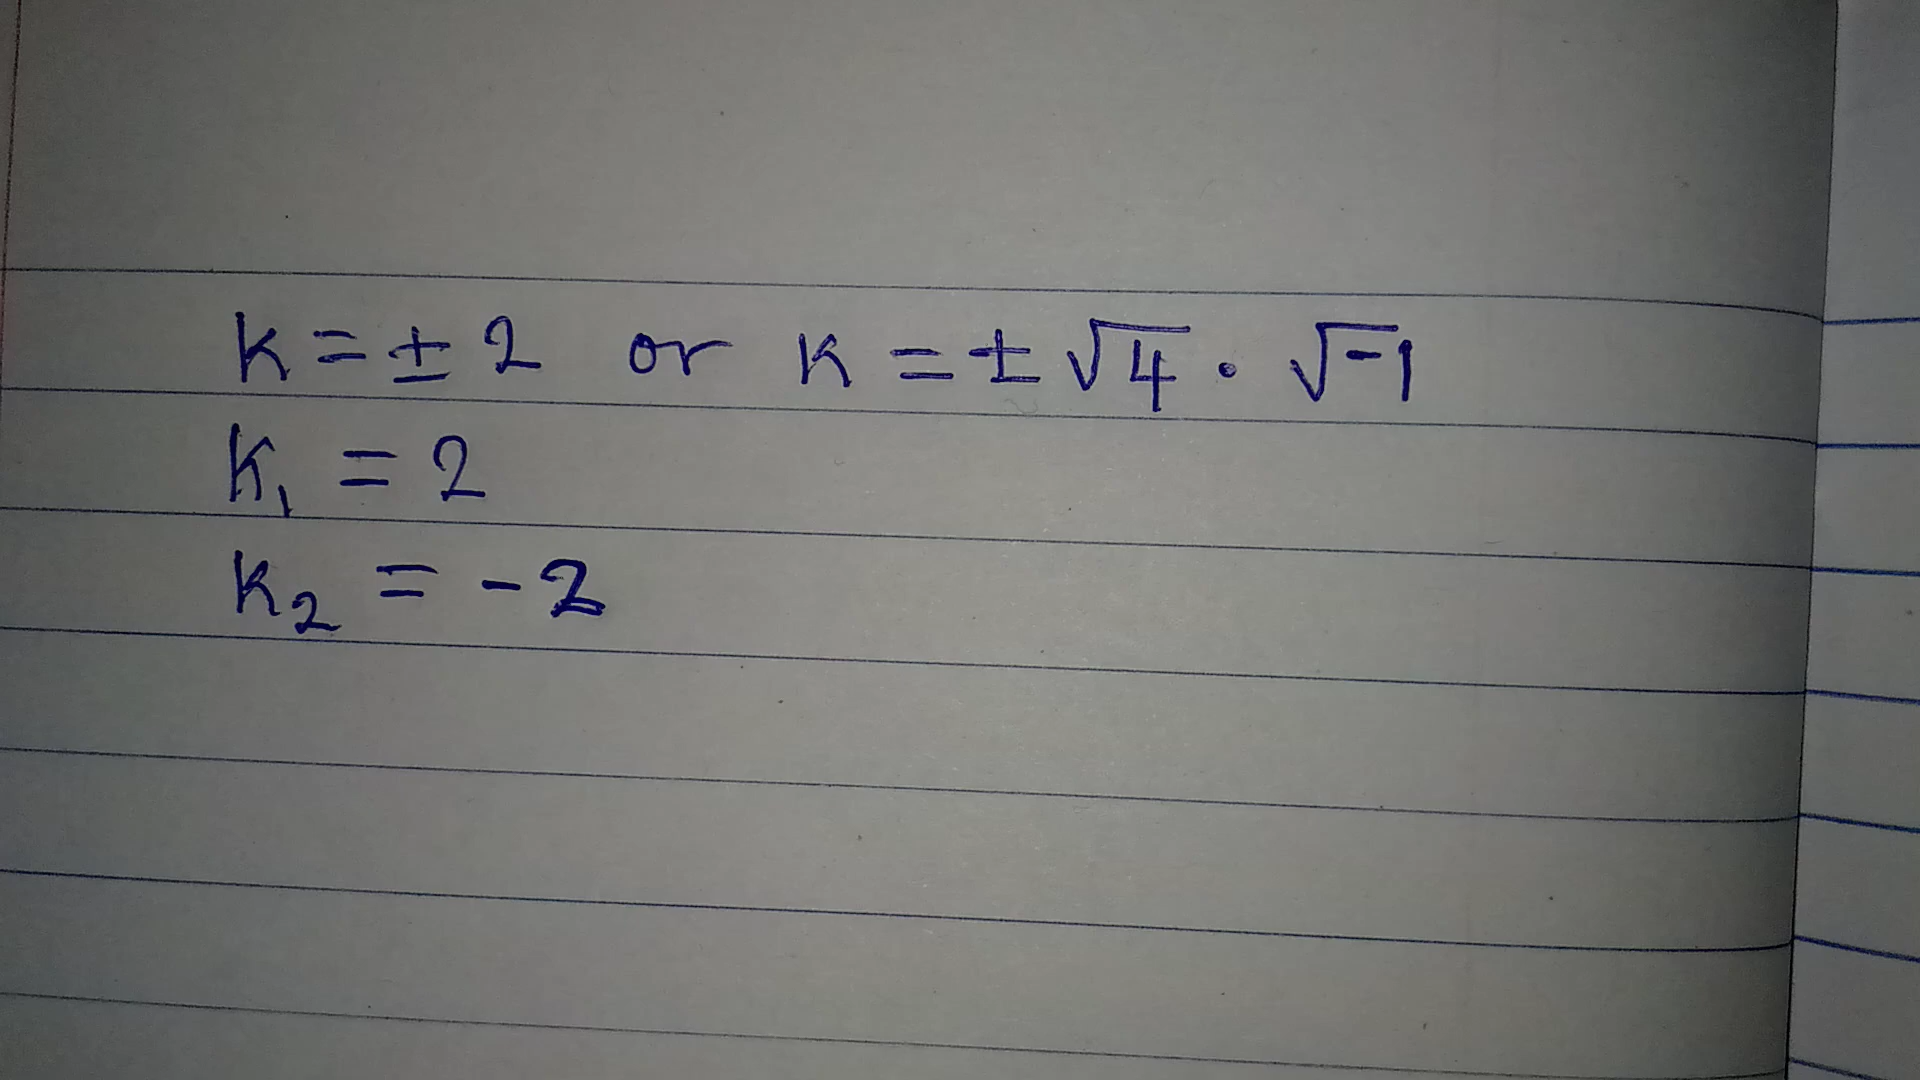 K = ± 2 or K = ± √4 · √-1
K₁ = 2
K₂ = -2